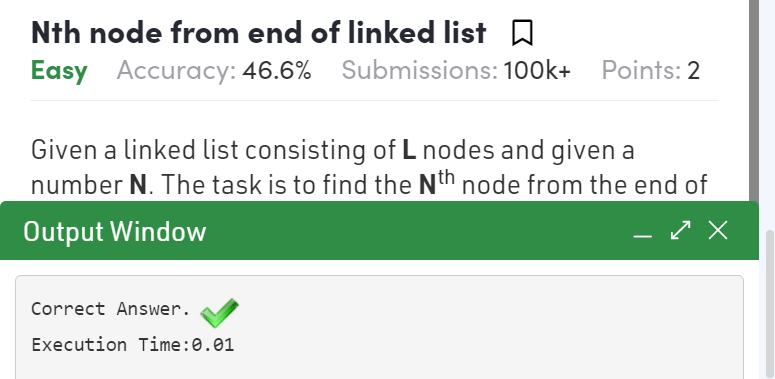 Nth node from end of linked list
Easy Accuracy: 46.6% Submissions: 100k+ Points: 2
Given a linked list consisting of L nodes and given a
number N. The task is to find the Nth node from the end of
Output Window
Correct Answer.
Execution Time:0.01